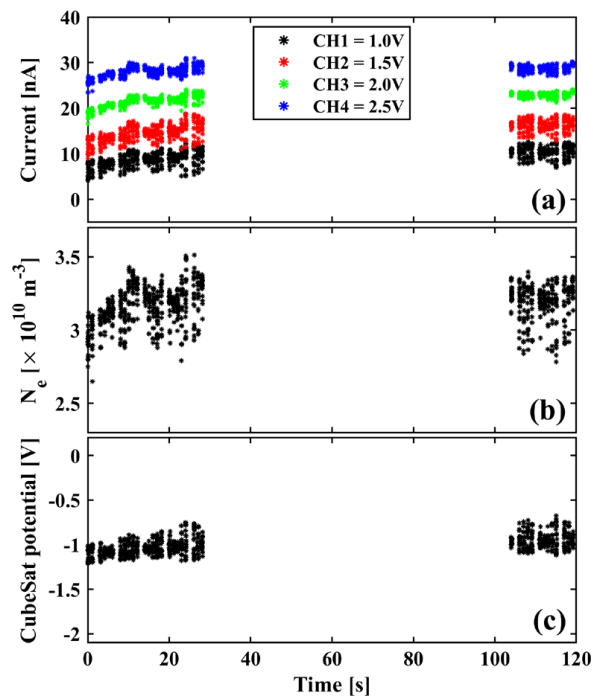 40
30
20
10
0
Current [nA]
CH1 = 1.0V
CH2 = 1.5V
CH3 = 2.0V
CH4 = 2.5V
(a)
3.5
3
2.5
N_e [× 10^10 m^-3]
(b)
0
-0.5
-1
-1.5
-2
CubeSat potential [V]
(c)
0 20 40 60 80 100 120
Time [s]